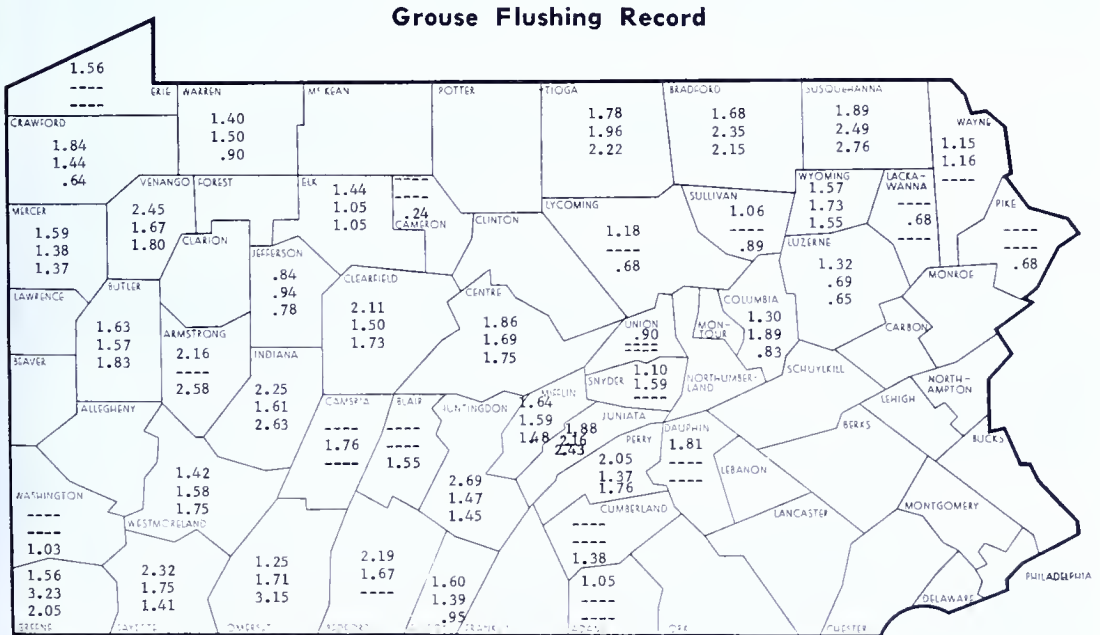 Grouse Flushing Record
1.56
----
----
ERIE
WARREN
1.40
1.50
.90
McKEAN
POTTER
TIOGA
1.78
1.96
2.22
BRADFORD
1.68
2.35
2.15
SUSQUEHANNA
1.89
2.49
2.76
WAYNE
1.15
1.16
----
CRAWFORD
1.84
1.44
.64
VENANGO
2.45
1.67
1.80
FOREST
ELK
1.44
1.05
1.05
----
----
.24
CAMERON
CLINTON
LYCOMING
1.18
----
.68
SULLIVAN
1.06
----
.89
WYOMING
1.57
1.73
1.55
LACKA-
WANNA
----
.68
----
PIKE
----
----
.68
MERCER
1.59
1.38
1.37
CLARION
JEFFERSON
.84
.94
.78
CLEARFIELD
2.11
1.50
1.73
CENTRE
1.86
1.69
1.75
UNION
.90
----
----
MON-
TOUR
COLUMBIA
1.30
1.89
.83
LUZERNE
1.32
.69
.65
MONROE
CARBON
LAWRENCE
BUTLER
1.63
1.57
1.83
ARMSTRONG
2.16
----
2.58
INDIANA
2.25
1.61
2.63
BEAVER
ALLEGHENY
CAMBRIA
----
1.76
----
BLAIR
----
----
1.55
HUNTINGDON
2.69
1.47
1.45
MIFFLIN
1.64
1.59
1.48
SNYDER
1.10
1.59
----
NORTHUMBER-
LAND
SCHUYLKILL
LEHIGH
NORTH-
AMPTON
JUNIATA
1.88
2.16
2.43
PERRY
2.05
1.37
1.76
DAUPHIN
1.81
----
----
LEBANON
BERKS
BUCKS
WASHINGTON
----
----
1.03
WESTMORELAND
1.42
1.58
1.75
CUMBERLAND
----
----
1.38
LANCASTER
MONTGOMERY
PHILADELPHIA
DELAWARE
1.56
3.23
2.05
GREENE
2.32
1.75
1.41
FAYETTE
1.25
1.71
3.15
SOMERSET
2.19
1.67
----
BEDFORD
1.60
1.39
.95
FRANKLIN
1.05
----
----
ADAMS
YORK
CHESTER